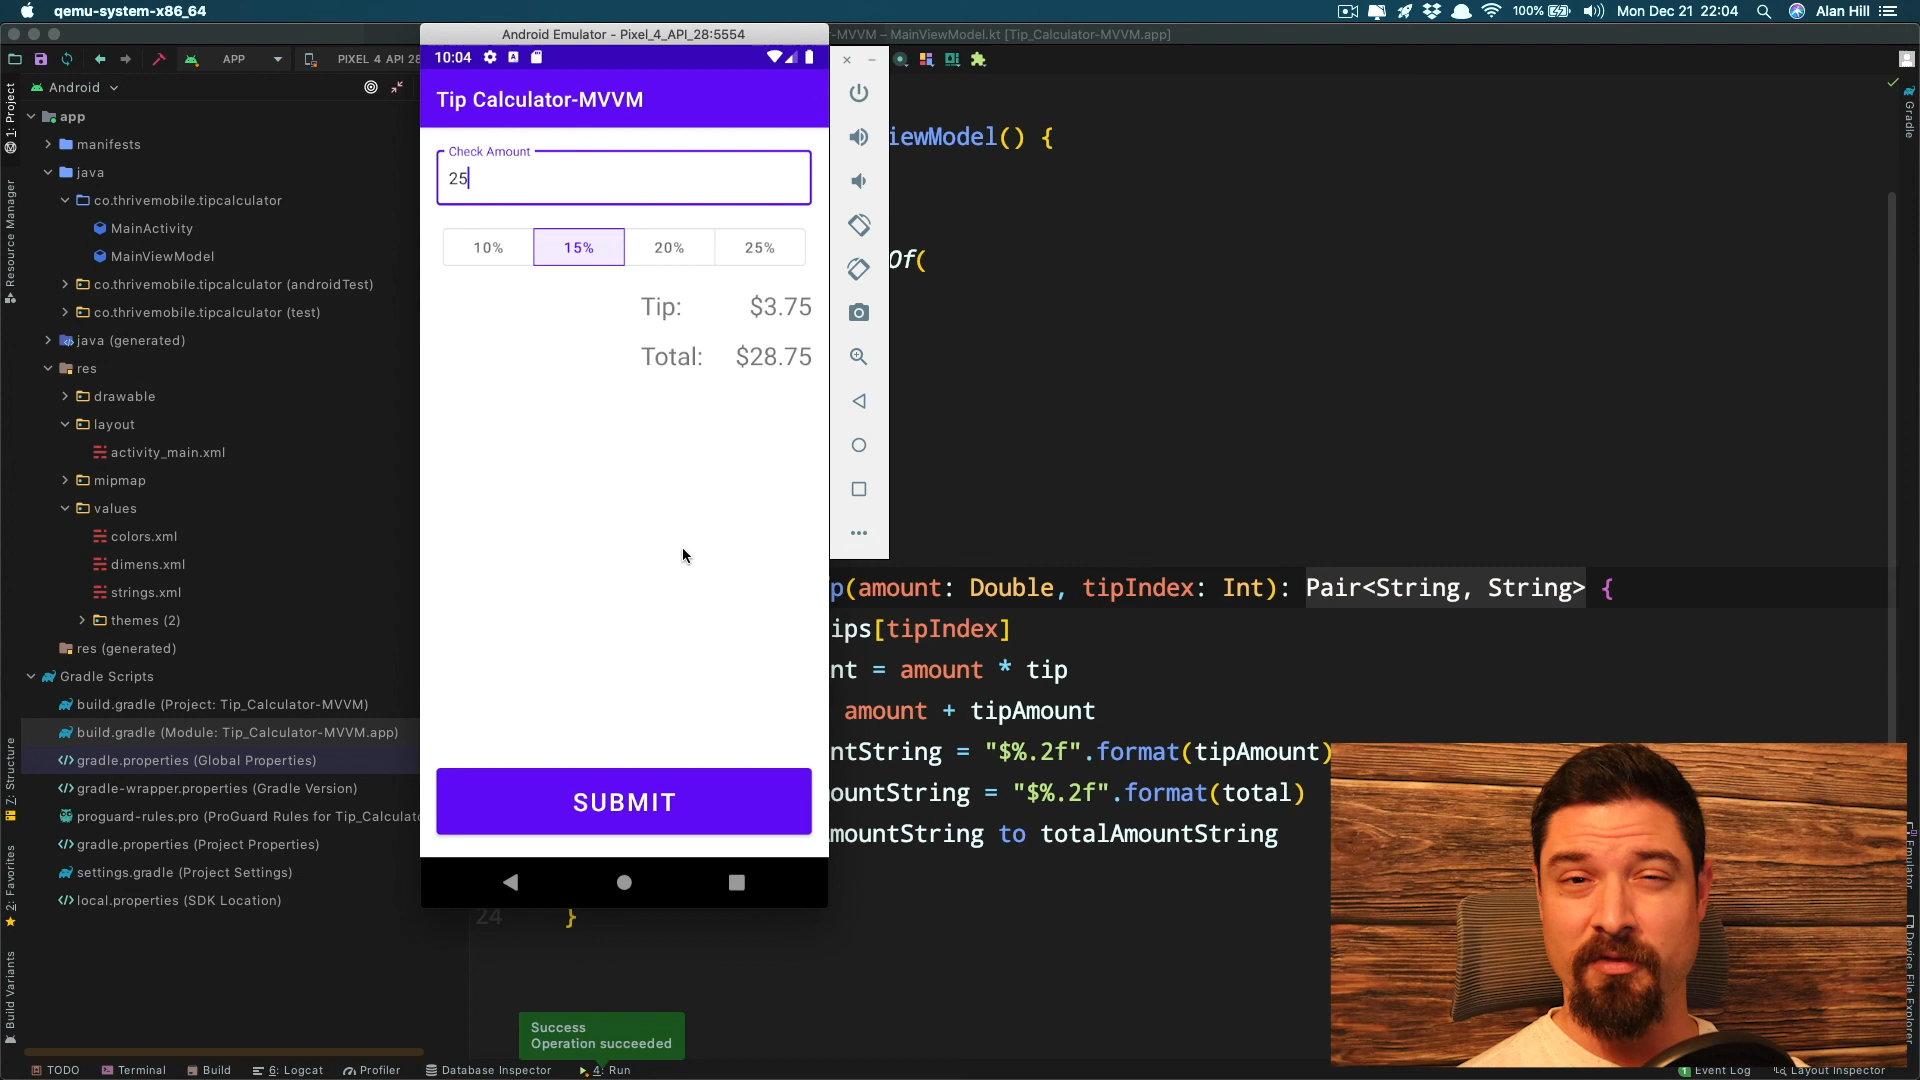 qemu-system-x86_64
100%
Mon Dec 21 22:04
Alan Hill
Android Emulator - Pixel_4_API_28:5554
-MVVM – MainViewModel.kt [Tip_Calculator-MVVM.app]
APP
PIXEL 4 API 28
Android
app
manifests
java
co.thrivemobile.tipcalculator
MainActivity
MainViewModel
co.thrivemobile.tipcalculator (androidTest)
co.thrivemobile.tipcalculator (test)
java (generated)
res
drawable
layout
activity_main.xml
mipmap
values
colors.xml
dimens.xml
strings.xml
themes (2)
res (generated)
Gradle Scripts
build.gradle (Project: Tip_Calculator-MVVM)
build.gradle (Module: Tip_Calculator-MVVM.app)
gradle.properties (Global Properties)
gradle-wrapper.properties (Gradle Version)
proguard-rules.pro (ProGuard Rules for Tip_Calculato
gradle.properties (Project Properties)
settings.gradle (Project Settings)
local.properties (SDK Location)
1: Project
Resource Manager
Z: Structure
2: Favorites
Build Variants
10:04
Tip Calculator-MVVM
Check Amount
25
10%
15%
20%
25%
Tip: $3.75
Total: $28.75
SUBMIT
iewModel() {
Of(
p(amount: Double, tipIndex: Int): Pair<String, String> {
ips[tipIndex]
nt = amount * tip
amount + tipAmount
ntString = "$%.2f".format(tipAmount)
ountString = "$%.2f".format(total)
mountString to totalAmountString
24 }
Gradle
Emulator
Device File Explorer
Success
Operation succeeded
TODO
Terminal
Build
6: Logcat
Profiler
Database Inspector
4: Run
1 Event Log
Layout Inspector